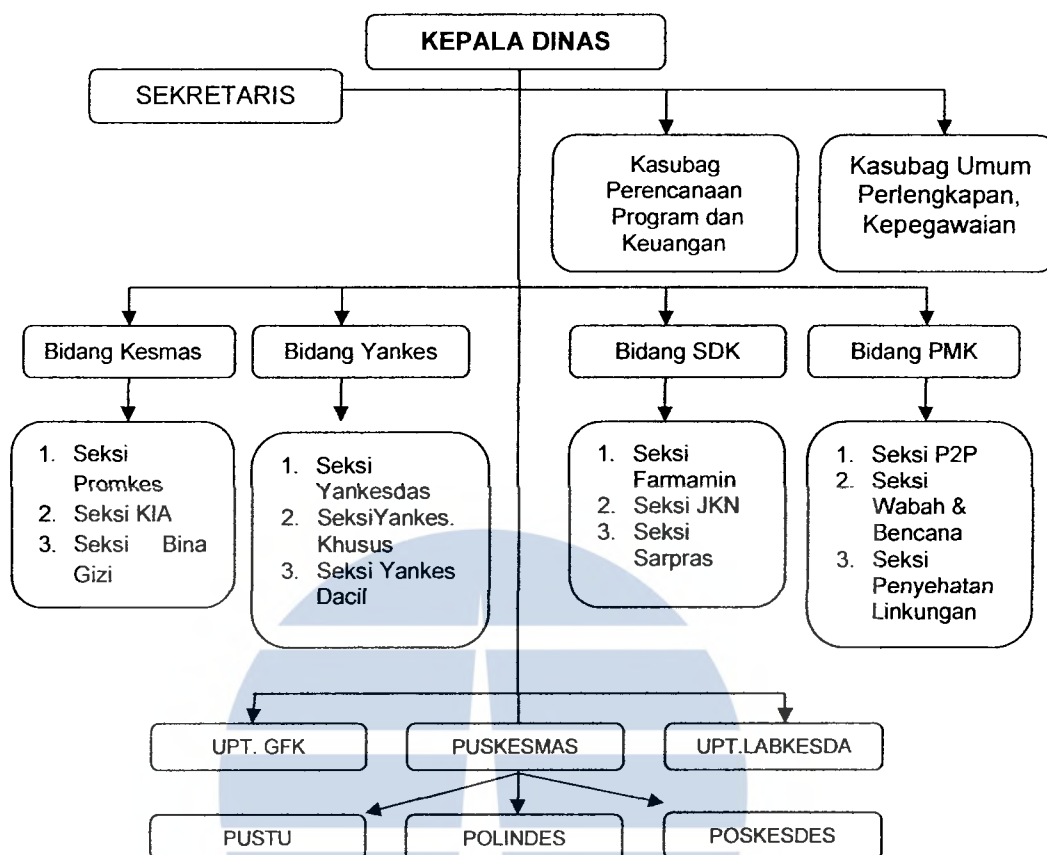 KEPALA DINAS
SEKRETARIS
Kasubag
Perencanaan
Program dan
Keuangan
Kasubag Umum
Perlengkapan,
Kepegawaian
Bidang Kesmas
Bidang Yankes
Bidang SDK
Bidang PMK
1. Seksi
Promkes
2. Seksi KIA
3. Seksi Bina
Gizi
1. Seksi
Yankesdas
2. SeksiYankes.
Khusus
3. Seksi Yankes
Dacil
1. Seksi
Farmamin
2. Seksi JKN
3. Seksi
Sarpras
1. Seksi P2P
2. Seksi
Wabah &
Bencana
3. Seksi
Penyehatan
Linkungan
UPT. GFK
PUSKESMAS
UPT.LABKESDA
PUSTU
POLINDES
POSKESDES